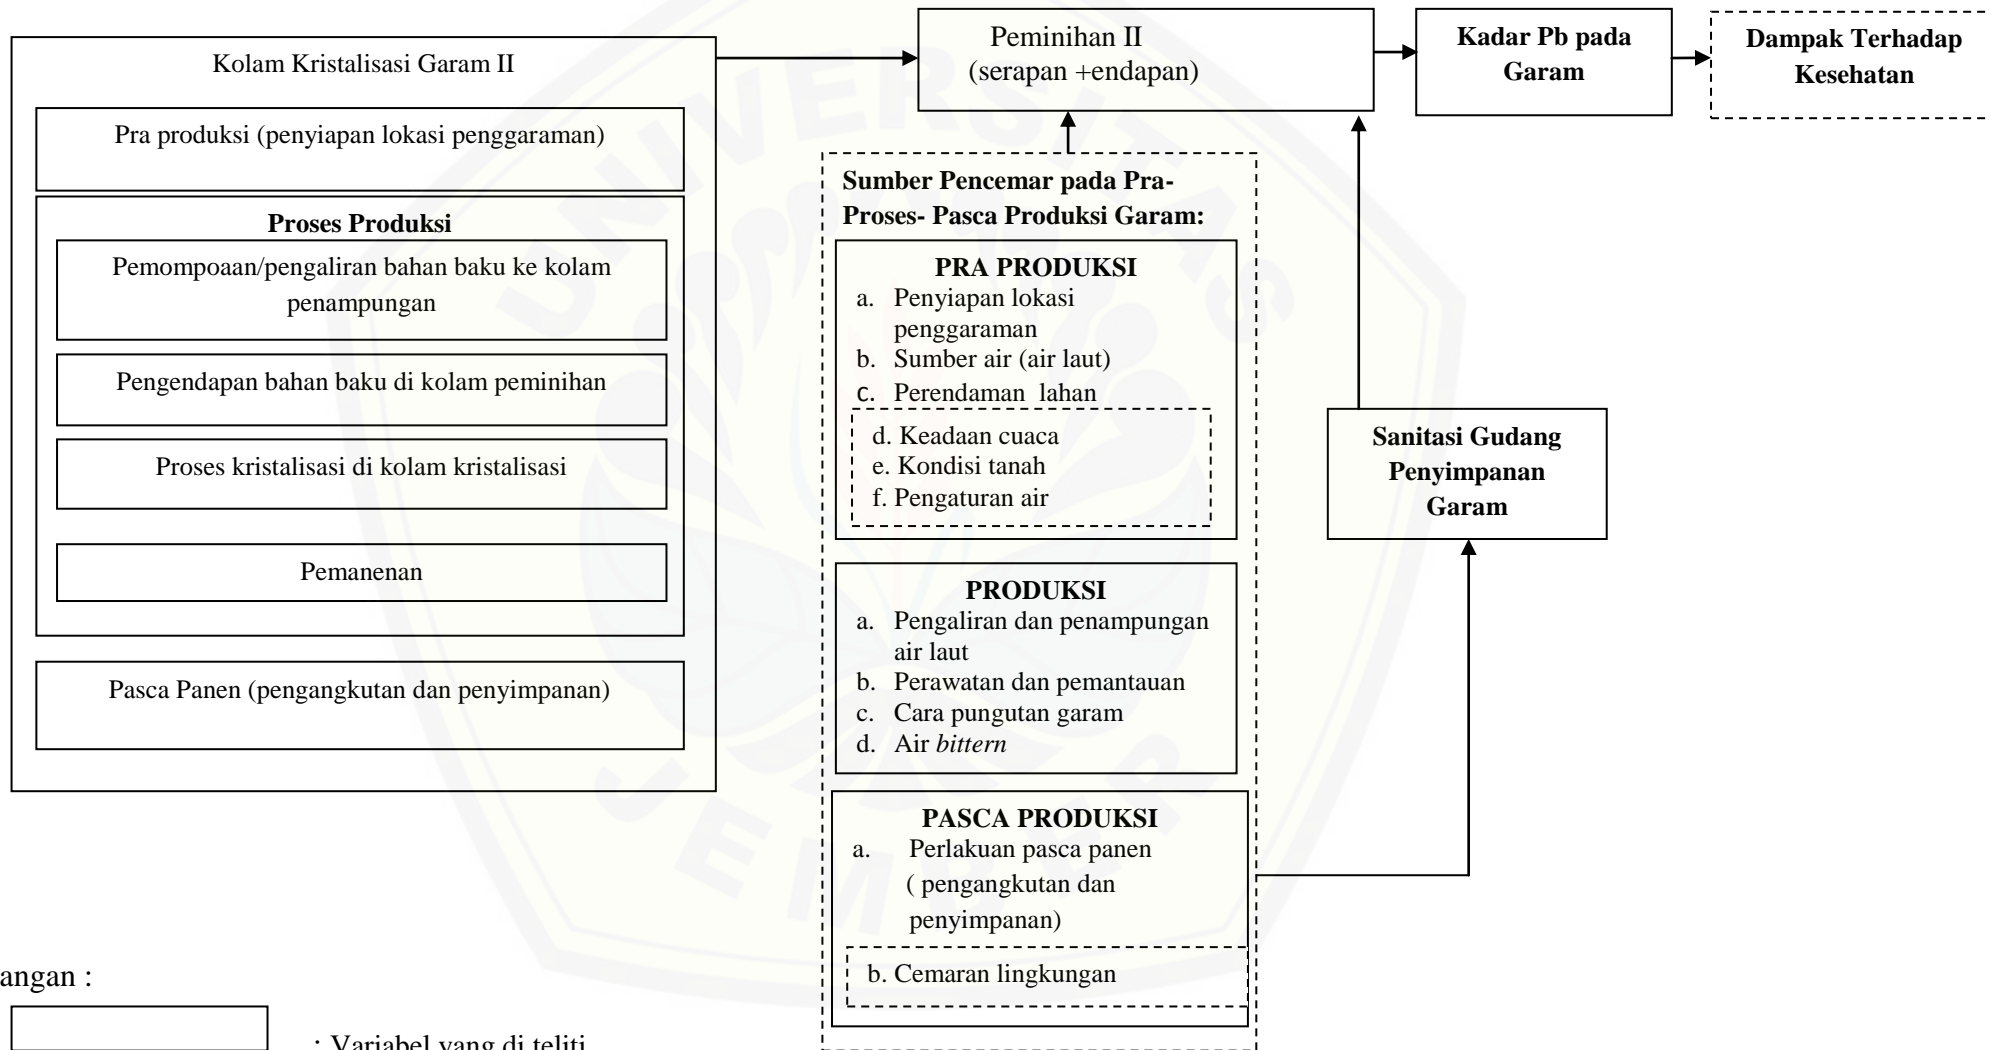 Kolam Kristalisasi Garam II
Pra produksi (penyiapan lokasi penggaraman)
Proses Produksi
Pemompoaan/pengaliran bahan baku ke kolam
penampungan
Pengendapan bahan baku di kolam peminihan
Proses kristalisasi di kolam kristalisasi
Pemanenan
Pasca Panen (pengangkutan dan penyimpanan)
Peminihan II
(serapan +endapan)
Kadar Pb pada
Garam
Dampak Terhadap
Kesehatan
Sumber Pencemar pada Pra-
Proses- Pasca Produksi Garam:
PRA PRODUKSI
a. Penyiapan lokasi
penggaraman
b. Sumber air (air laut)
c. Perendaman lahan
d. Keadaan cuaca
e. Kondisi tanah
f. Pengaturan air
PRODUKSI
a. Pengaliran dan penampungan
air laut
b. Perawatan dan pemantauan
c. Cara pungutan garam
d. Air bittern
PASCA PRODUKSI
a. Perlakuan pasca panen
( pengangkutan dan
penyimpanan)
b. Cemaran lingkungan
Sanitasi Gudang
Penyimpanan
Garam
angan :
: Variabel yang di teliti
UNIVERSITAS
JEMBER